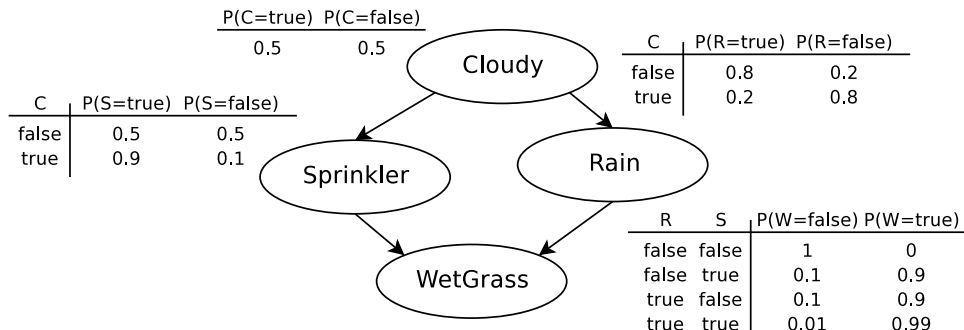 P(C=true) P(C=false)
0.5 0.5
Cloudy
C P(R=true) P(R=false)
false 0.8 0.2
true 0.2 0.8
C P(S=true) P(S=false)
false 0.5 0.5
true 0.9 0.1
Sprinkler
Rain
R S P(W=false) P(W=true)
false false 1 0
false true 0.1 0.9
true false 0.1 0.9
true true 0.01 0.99
WetGrass